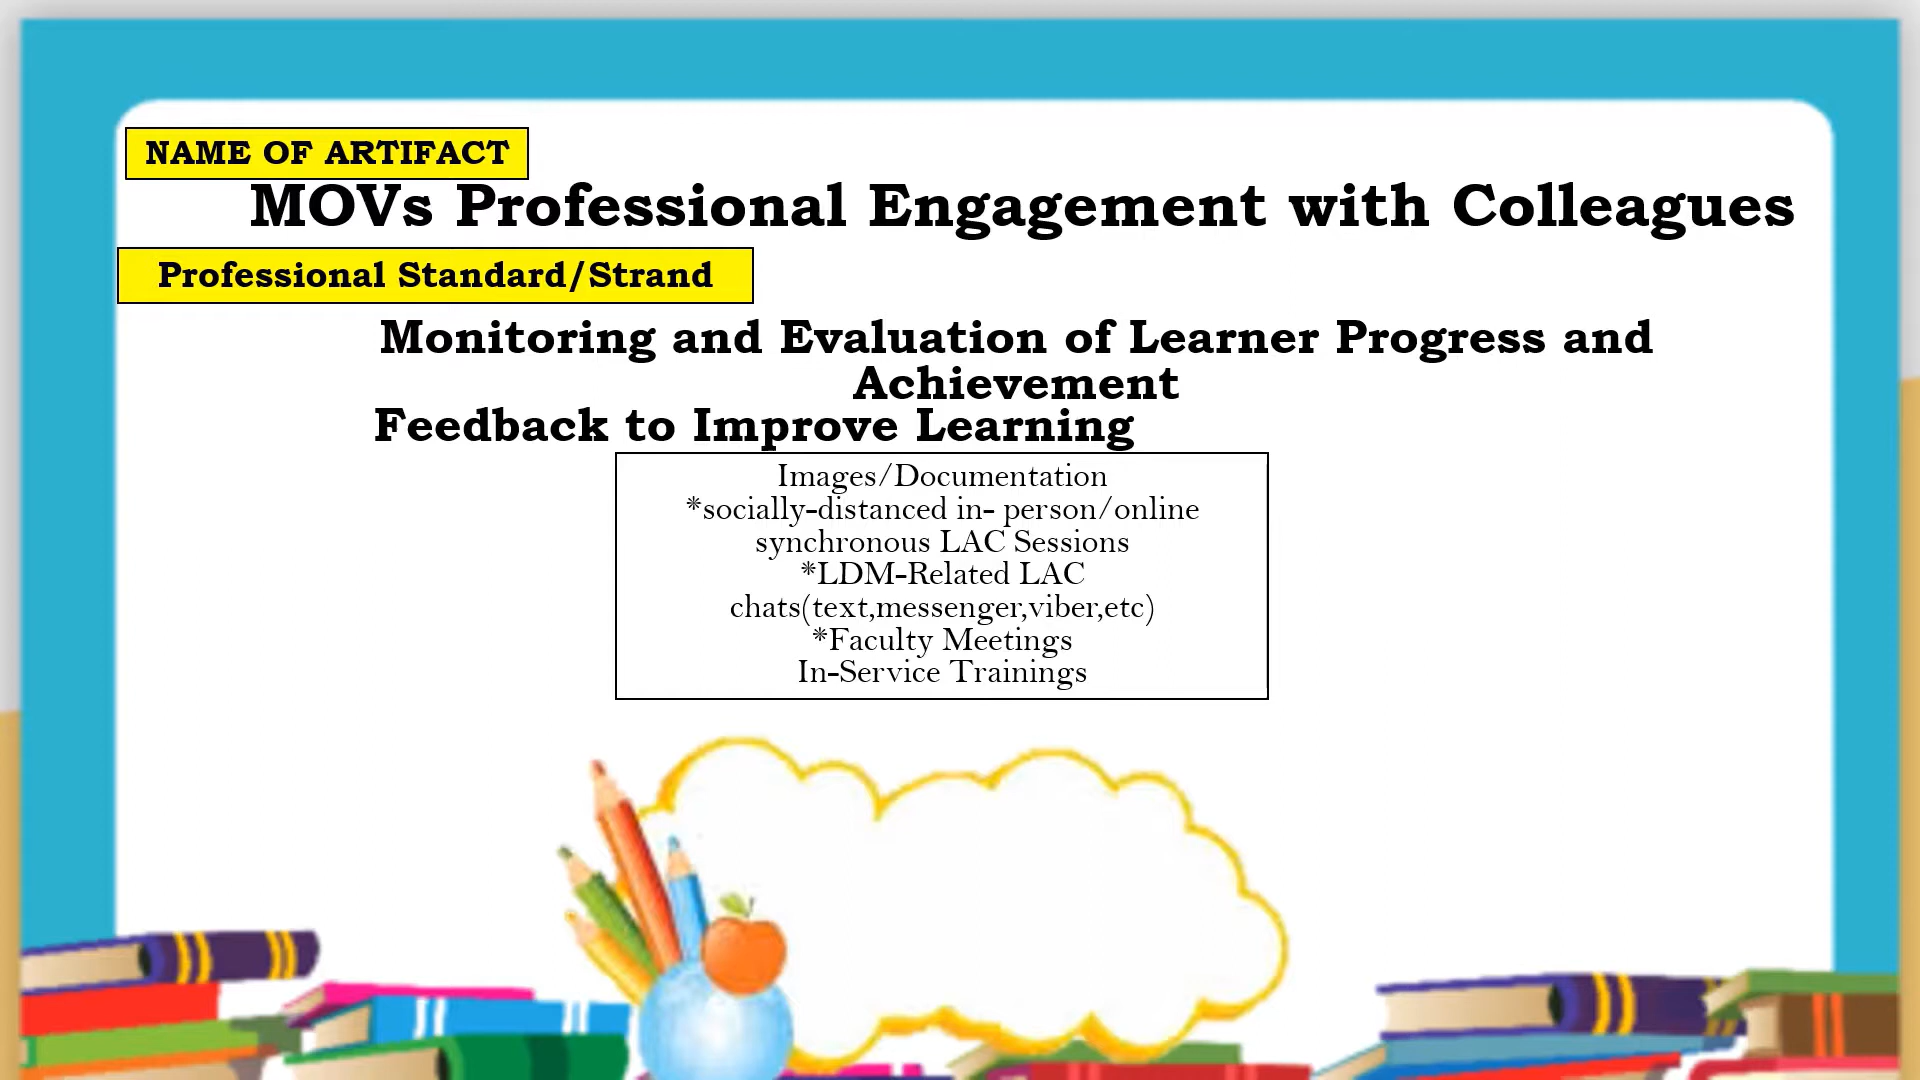 NAME OF ARTIFACT
MOVs Professional Engagement with Colleagues
Professional Standard/Strand
Monitoring and Evaluation of Learner Progress and
Achievement
Feedback to Improve Learning
Images/Documentation
*socially-distanced in- person/online
synchronous LAC Sessions
*LDM-Related LAC
chats(text,messenger,viber,etc)
*Faculty Meetings
In-Service Trainings